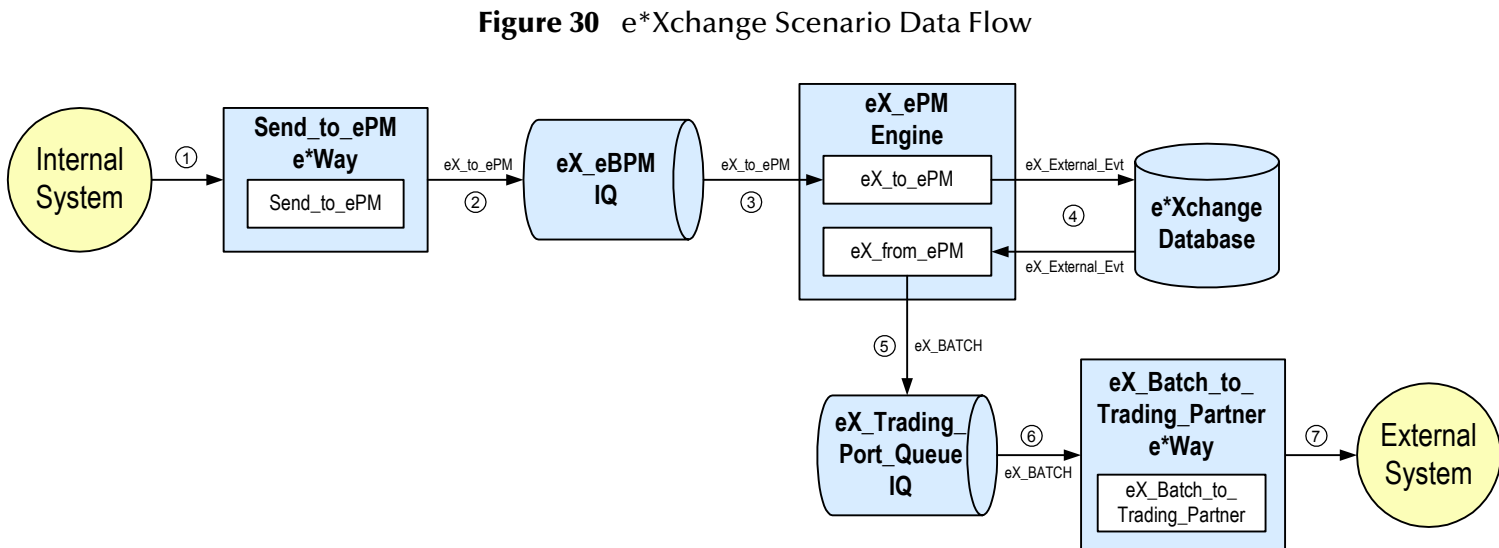 Figure 30 e*Xchange Scenario Data Flow
Internal
System
①
Send_to_ePM
e*Way
Send_to_ePM
eX_to_ePM
②
eX_eBPM
IQ
eX_to_ePM
③
eX_ePM
Engine
eX_to_ePM
eX_from_ePM
eX_External_Evt
④
eX_External_Evt
e*Xchange
Database
⑤
eX_BATCH
eX_Trading_
Port_Queue
IQ
⑥
eX_BATCH
eX_Batch_to_
Trading_Partner
e*Way
eX_Batch_to_
Trading_Partner
⑦
External
System